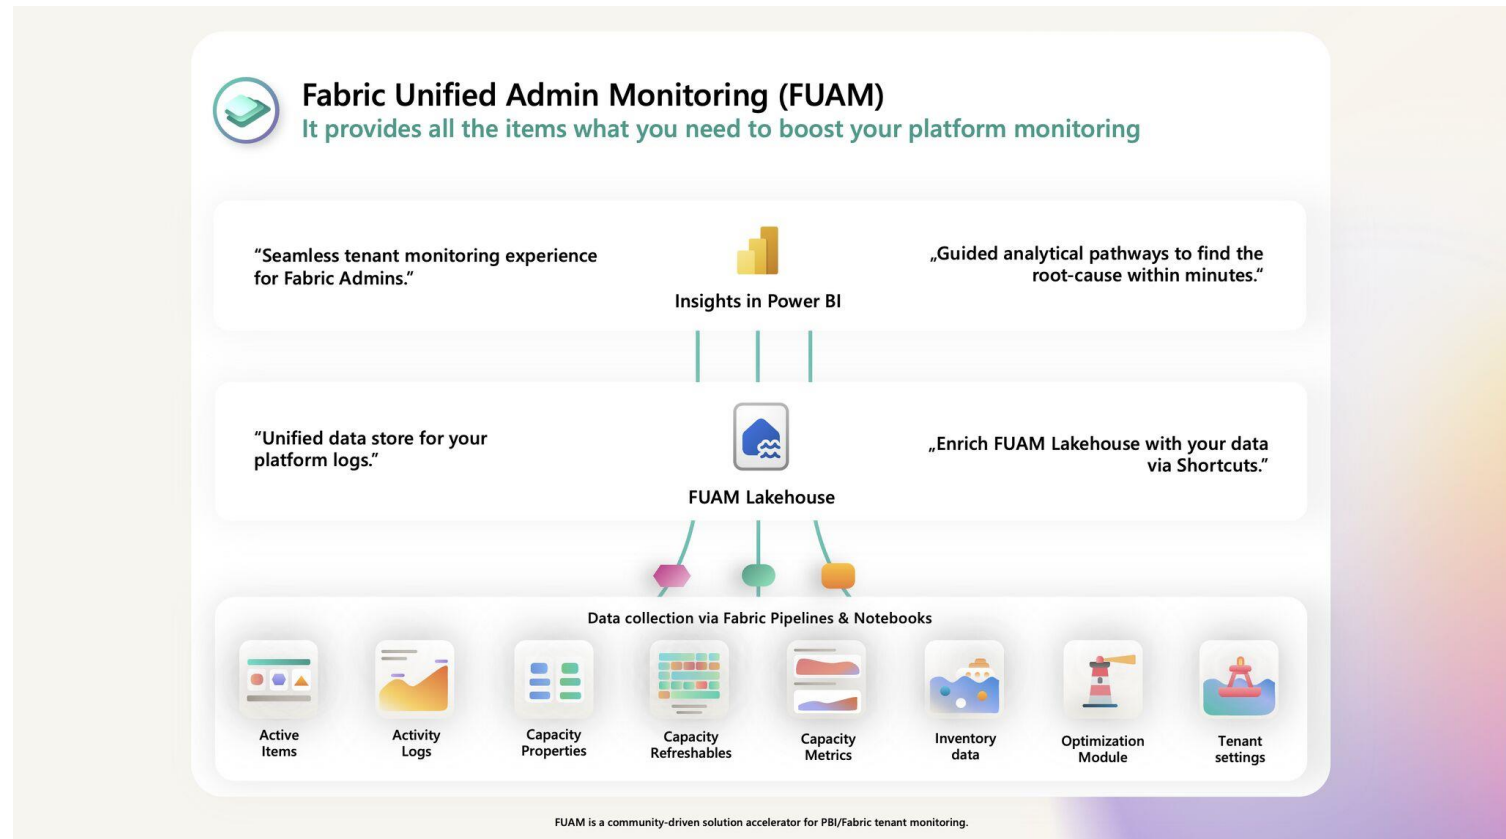 Fabric Unified Admin Monitoring (FUAM)
It provides all the items what you need to boost your platform monitoring
“Seamless tenant monitoring experience
for Fabric Admins.”
Insights in Power BI
„Guided analytical pathways to find the
root-cause within minutes.“
“Unified data store for your
platform logs.”
FUAM Lakehouse
„Enrich FUAM Lakehouse with your data
via Shortcuts.”
Data collection via Fabric Pipelines & Notebooks
Active
Items
Activity
Logs
Capacity
Properties
Capacity
Refreshables
Capacity
Metrics
Inventory
data
Optimization
Module
Tenant
settings
FUAM is a community-driven solution accelerator for PBI/Fabric tenant monitoring.